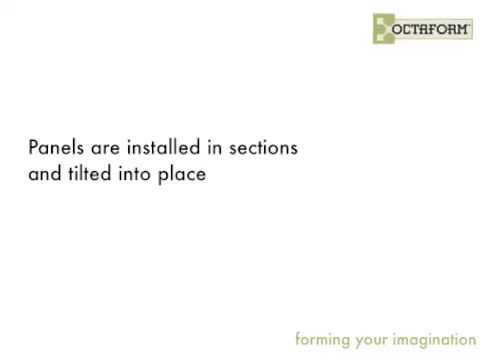 OCTAFORM
Panels are installed in sections
and tilted into place
forming your imagination